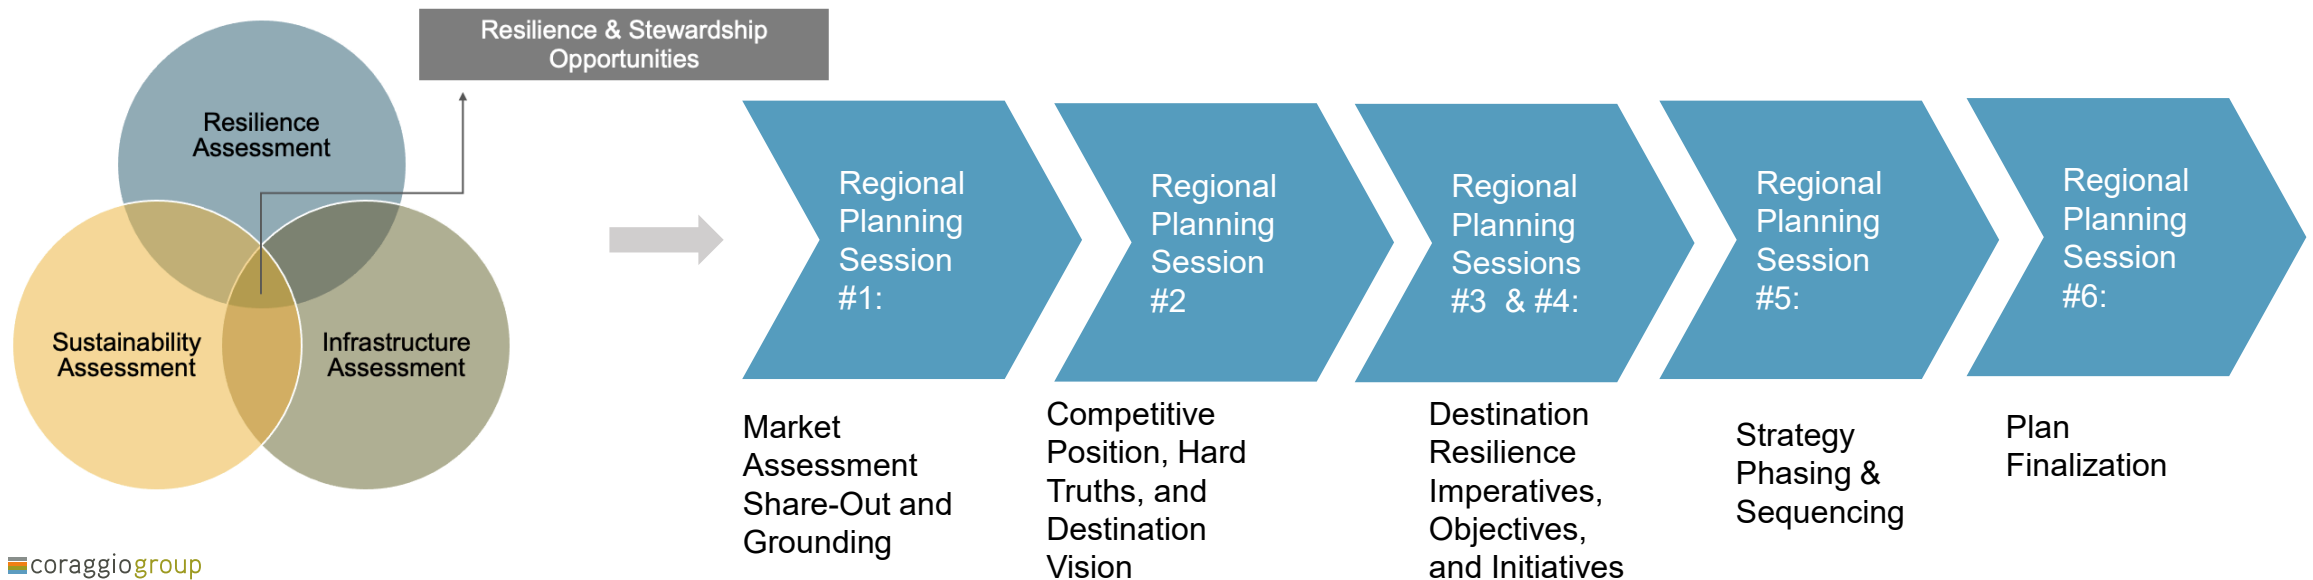 Resilience & Stewardship
Opportunities
Resilience
Assessment
Sustainability
Assessment
Infrastructure
Assessment
Regional
Planning
Session
#1:
Regional
Planning
Session
#2
Regional
Planning
Sessions
#3 & #4:
Regional
Planning
Session
#5:
Regional
Planning
Session
#6:
Market
Assessment
Share-Out and
Grounding
Competitive
Position, Hard
Truths, and
Destination
Vision
Destination
Resilience
Imperatives,
Objectives,
and Initiatives
Strategy
Phasing &
Sequencing
Plan
Finalization
coraggiogroup